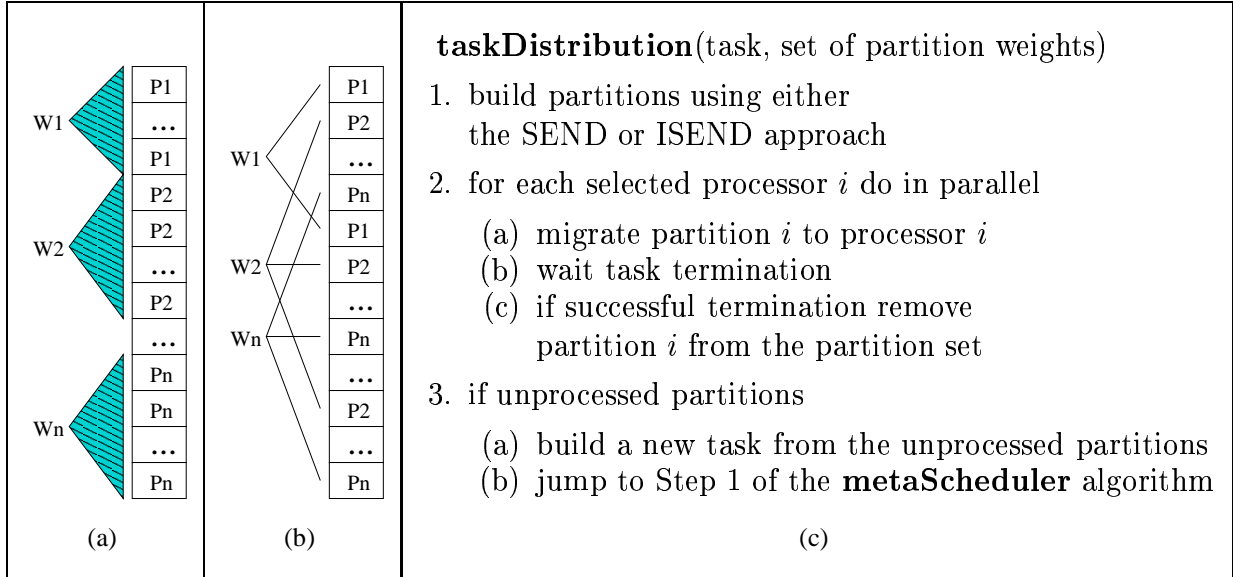 W1
W2
Wn
P1
...
P1
P2
P2
...
P2
...
Pn
Pn
...
Pn
(a)
W1
W2
Wn
P1
P2
...
Pn
P1
P2
...
Pn
...
P2
...
Pn
(b)
taskDistribution(task, set of partition weights)
1. build partitions using either
the SEND or ISEND approach
2. for each selected processor i do in parallel
(a) migrate partition i to processor i
(b) wait task termination
(c) if successful termination remove
partition i from the partition set
3. if unprocessed partitions
(a) build a new task from the unprocessed partitions
(b) jump to Step 1 of the metaScheduler algorithm
(c)